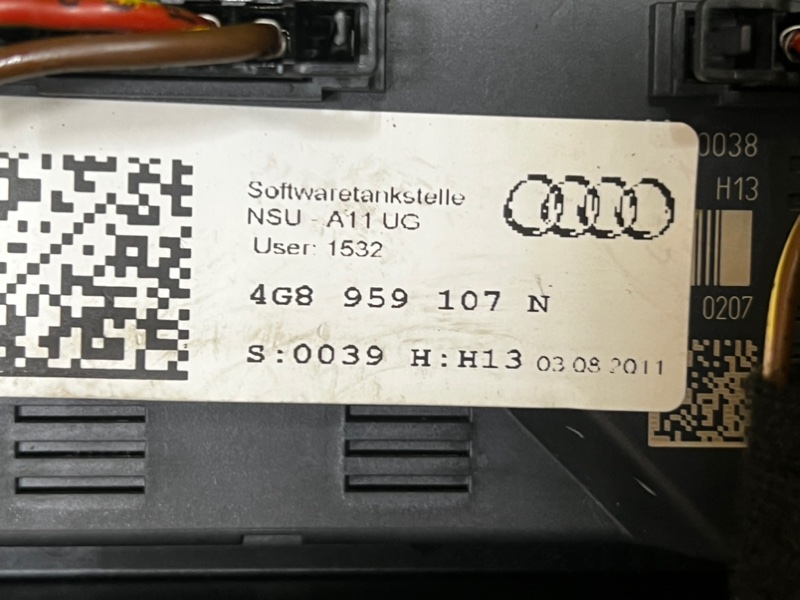 Softwaretankstelle
NSU - A11 UG
User: 1532
4G8 959 107 N
S:0039 H:H13 03.08.2011
0038
H13
0207